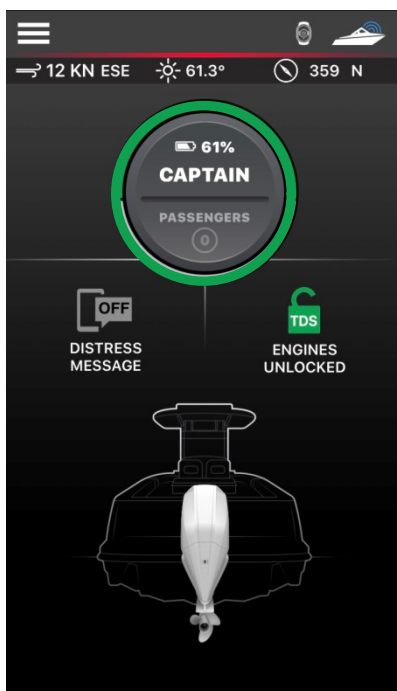 12 KN ESE 61.3° 359 N
61%
CAPTAIN
PASSENGERS
0
OFF
TDS
DISTRESS
MESSAGE
ENGINES
UNLOCKED